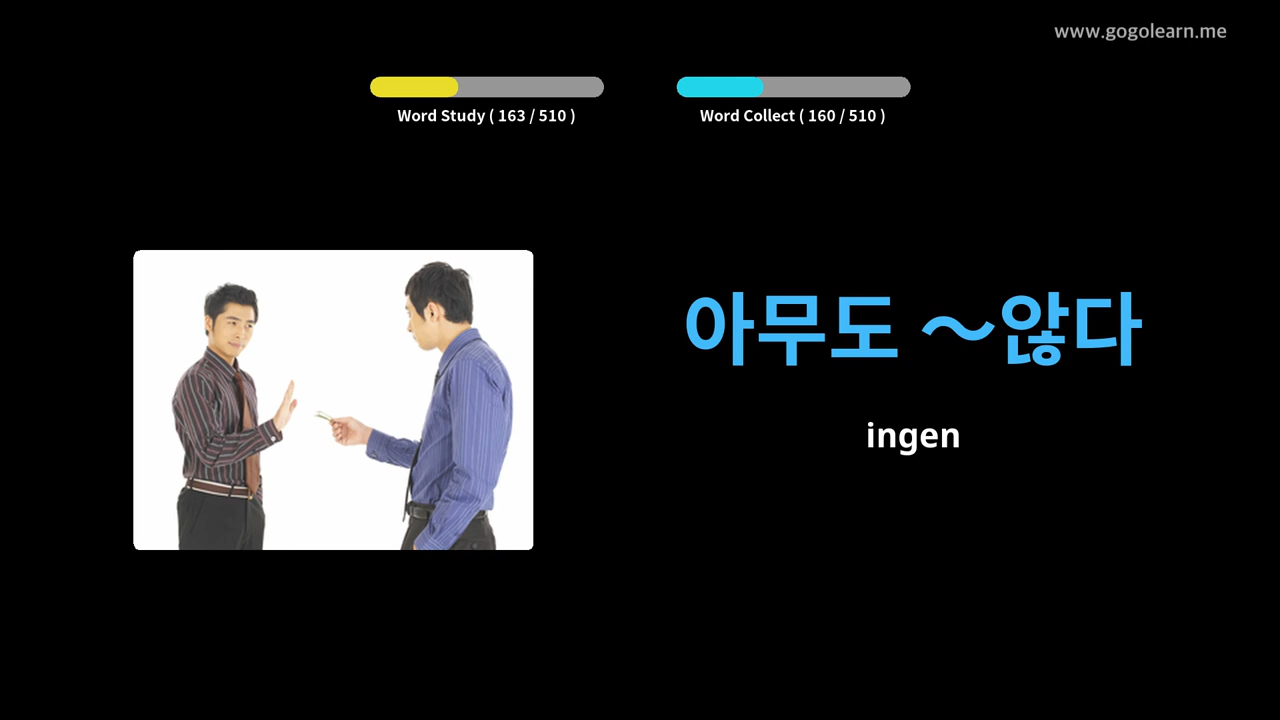 www.gogolearn.me
Word Study ( 163 / 510 )
Word Collect ( 160 / 510 )
아무도 ~않다
ingen